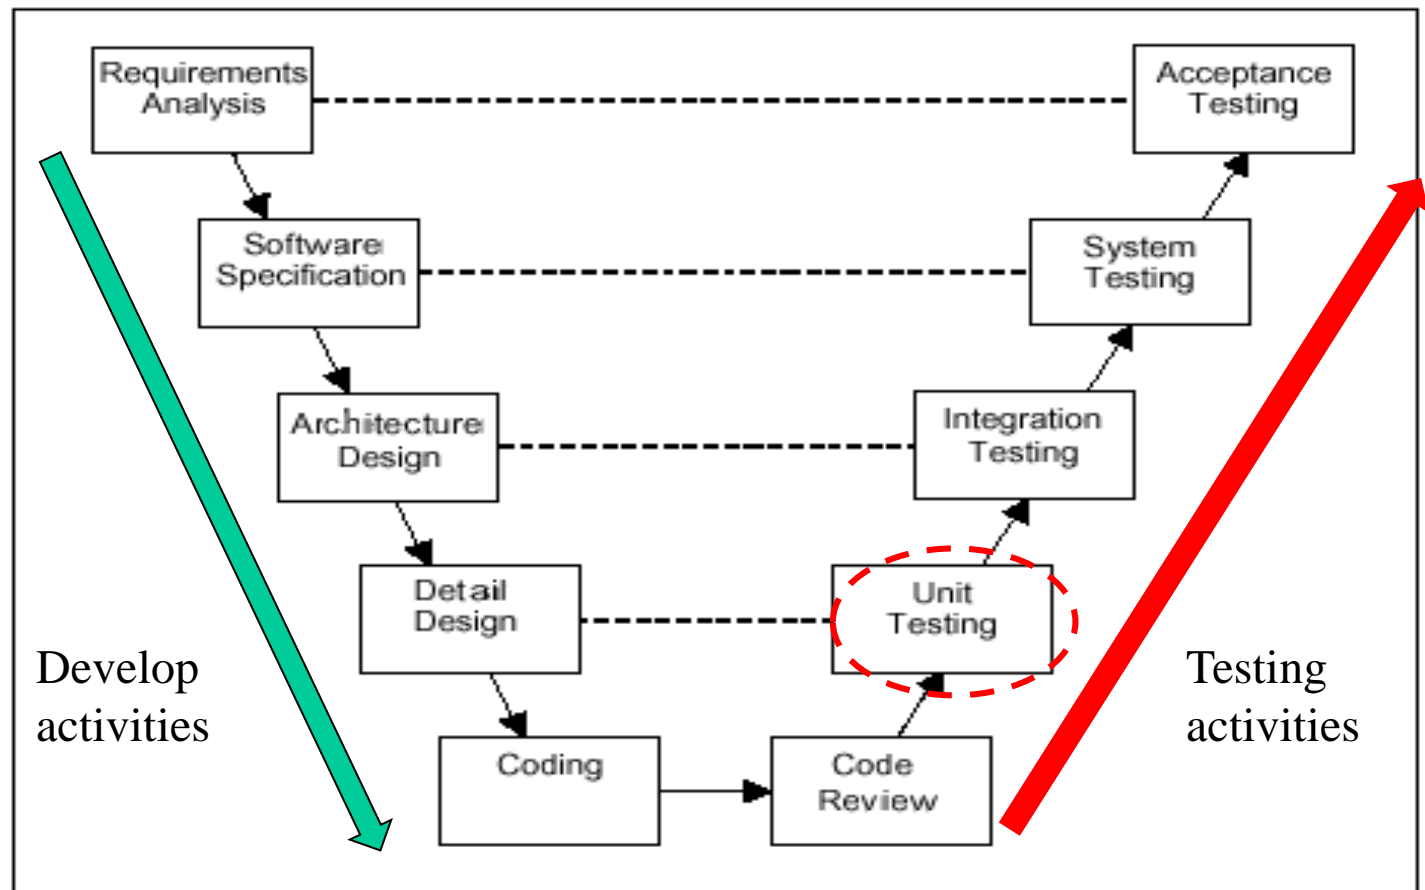 Requirements
Analysis
Acceptance
Testing
Software
Specification
System
Testing
Architecture
Design
Integration
Testing
Detail
Design
Unit
Testing
Develop
activities
Testing
activities
Coding
Code
Review